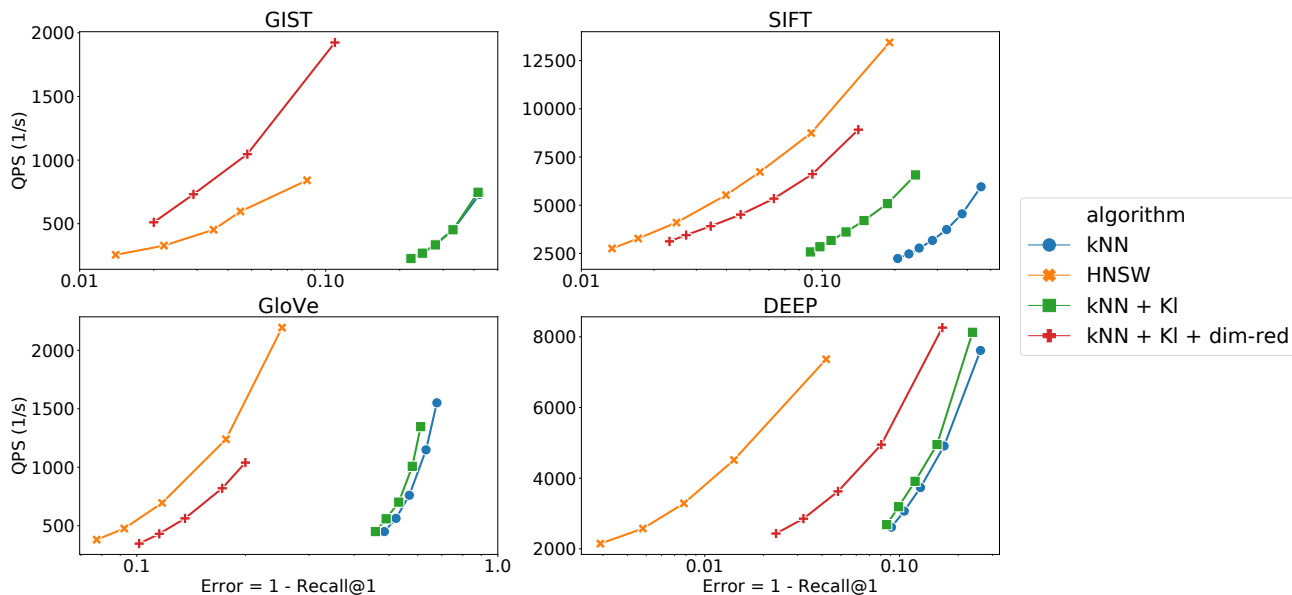 GIST
2000
1500
1000
500
QPS (1/s)
0.01
0.10
SIFT
12500
10000
7500
5000
2500
0.01
0.10
GloVe
2000
1500
1000
500
QPS (1/s)
0.1
1.0
Error = 1 - Recall@1
DEEP
8000
6000
4000
2000
0.01
0.10
Error = 1 - Recall@1
algorithm
kNN
HNSW
kNN + Kl
kNN + Kl + dim-red